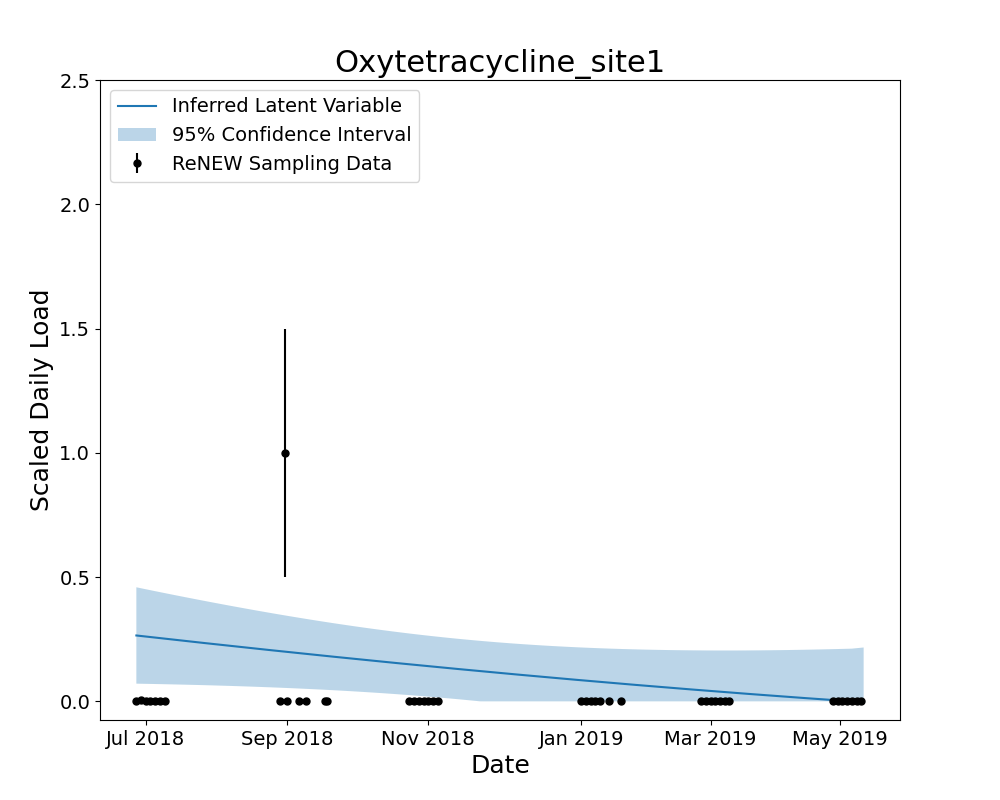 Oxytetracycline_site1
Inferred Latent Variable
95% Confidence Interval
ReNEW Sampling Data
2.5
2.0
1.5
1.0
0.5
0.0
Scaled Daily Load
Jul 2018 Sep 2018 Nov 2018 Jan 2019 Mar 2019 May 2019
Date